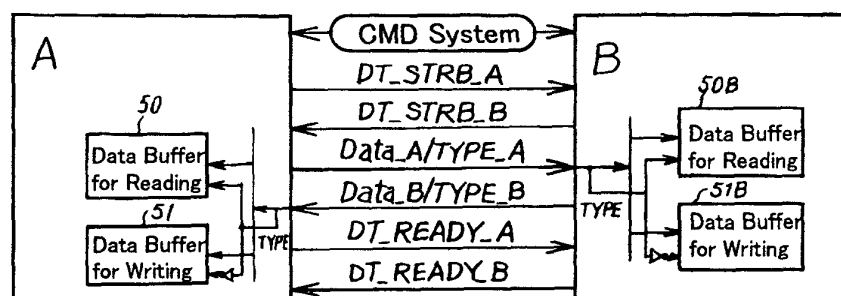 CMD System
A
B
DT_STRB_A
50
50B
DT_STRB_B
Data Buffer
for Reading
Data Buffer
for Reading
Data_A/TYPE_A
Data_B/TYPE_B
TYPE
51B
51
TYPE
Data Buffer
for Writing
Data Buffer
for Writing
DT_READY_A
DT_READY_B